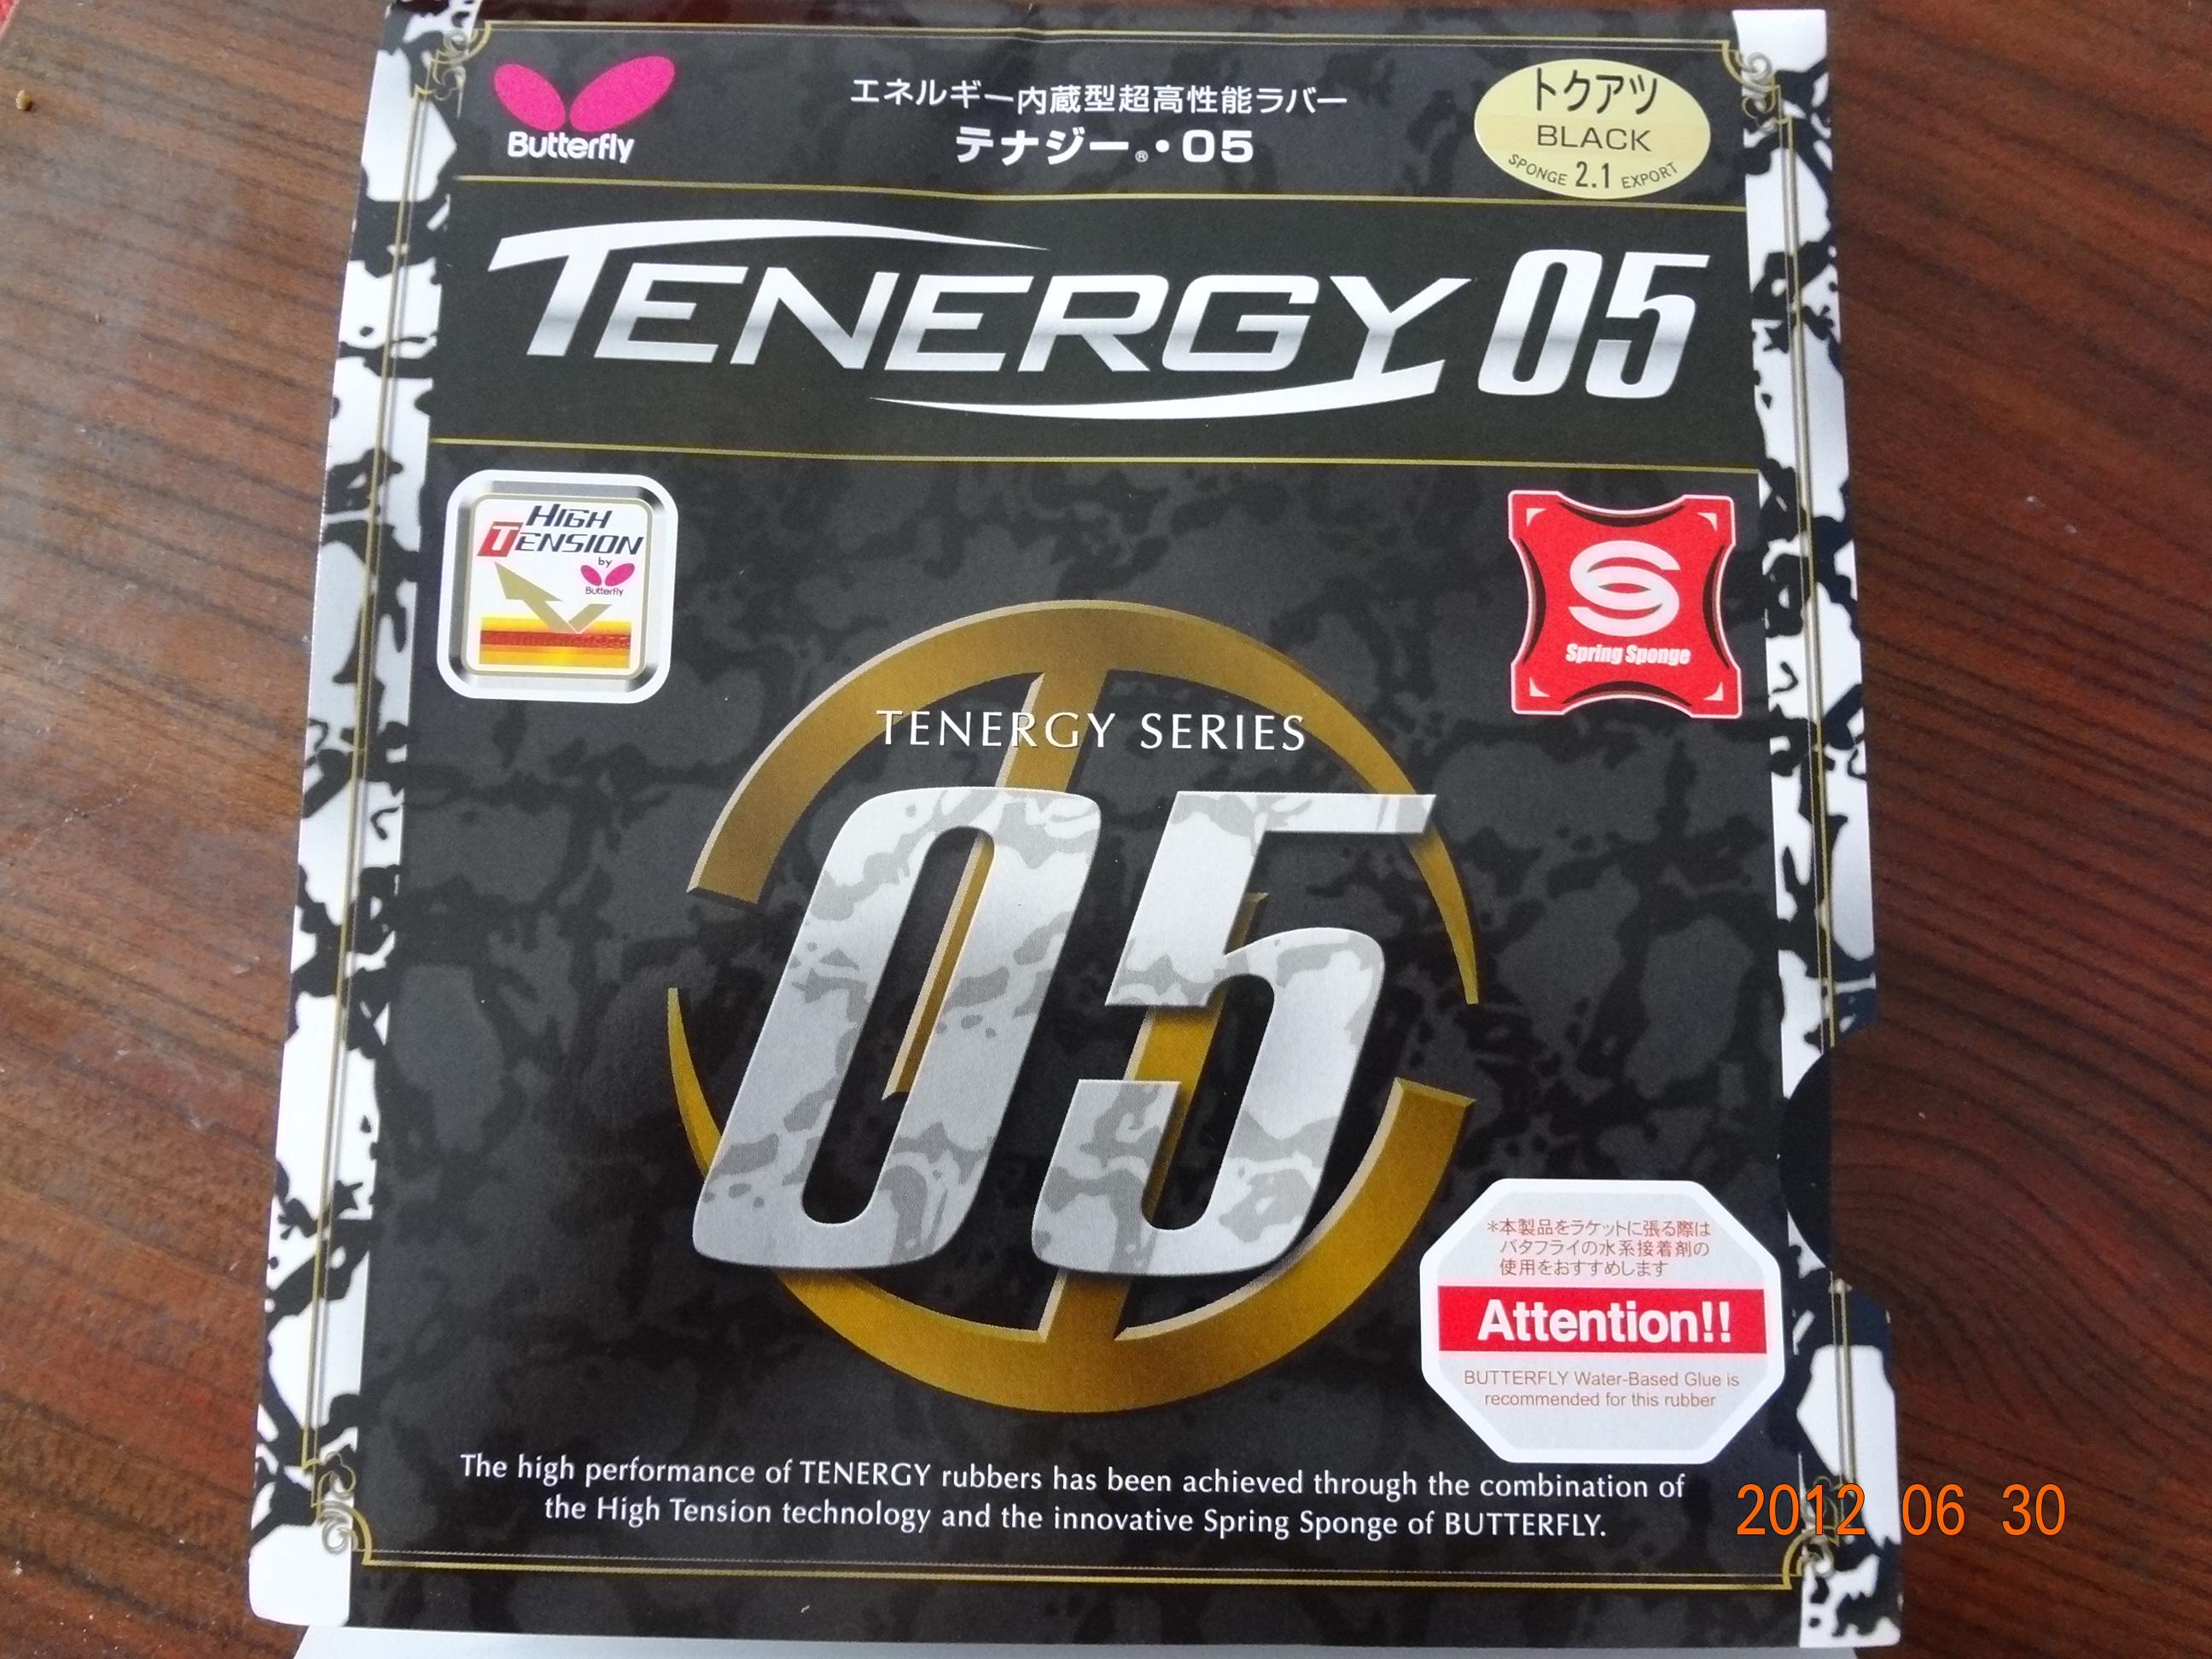 Butterfly
エネルギー内蔵型超高性能ラバー
テナジー®・05
トクアツ
BLACK
SPONGE 2.1 EXPORT
TENERGY 05
HIGH
TENSION
by
Butterfly
Spring Sponge
TENERGY SERIES
05
*本製品をラケットに張る際は
バタフライの水系接着剤の
使用をおすすめします
Attention!!
BUTTERFLY Water-Based Glue is
recommended for this rubber
The high performance of TENERGY rubbers has been achieved through the combination of
the High Tension technology and the innovative Spring Sponge of BUTTERFLY.
2012 06 30